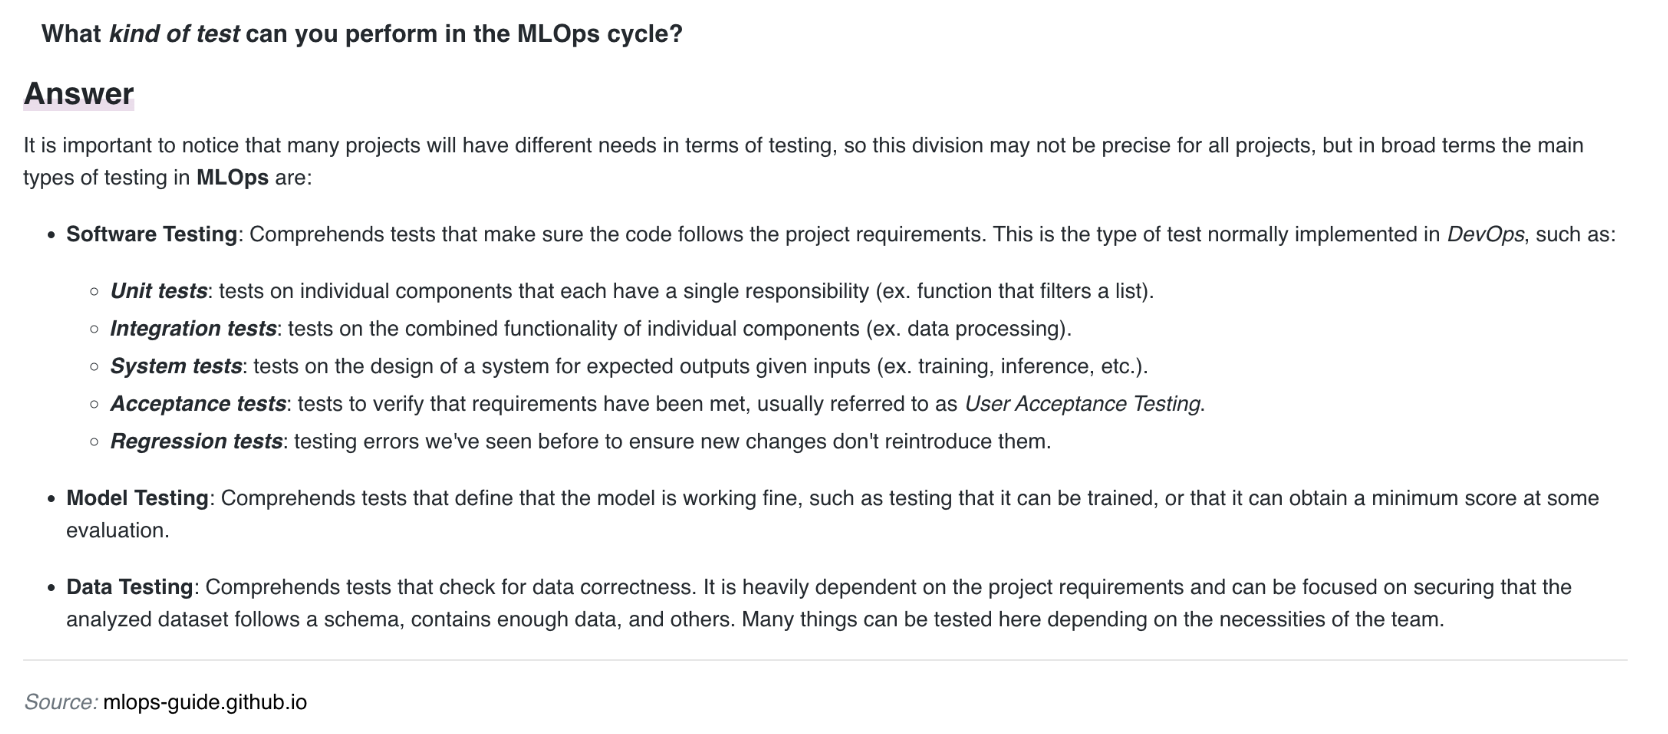 What kind of test can you perform in the MLOps cycle?
Answer
It is important to notice that many projects will have different needs in terms of testing, so this division may not be precise for all projects, but in broad terms the main
types of testing in MLOps are:
• Software Testing: Comprehends tests that make sure the code follows the project requirements. This is the type of test normally implemented in DevOps, such as:
◦ Unit tests: tests on individual components that each have a single responsibility (ex. function that filters a list).
◦ Integration tests: tests on the combined functionality of individual components (ex. data processing).
◦ System tests: tests on the design of a system for expected outputs given inputs (ex. training, inference, etc.).
◦ Acceptance tests: tests to verify that requirements have been met, usually referred to as User Acceptance Testing.
◦ Regression tests: testing errors we've seen before to ensure new changes don't reintroduce them.
• Model Testing: Comprehends tests that define that the model is working fine, such as testing that it can be trained, or that it can obtain a minimum score at some
evaluation.
• Data Testing: Comprehends tests that check for data correctness. It is heavily dependent on the project requirements and can be focused on securing that the
analyzed dataset follows a schema, contains enough data, and others. Many things can be tested here depending on the necessities of the team.
Source: mlops-guide.github.io